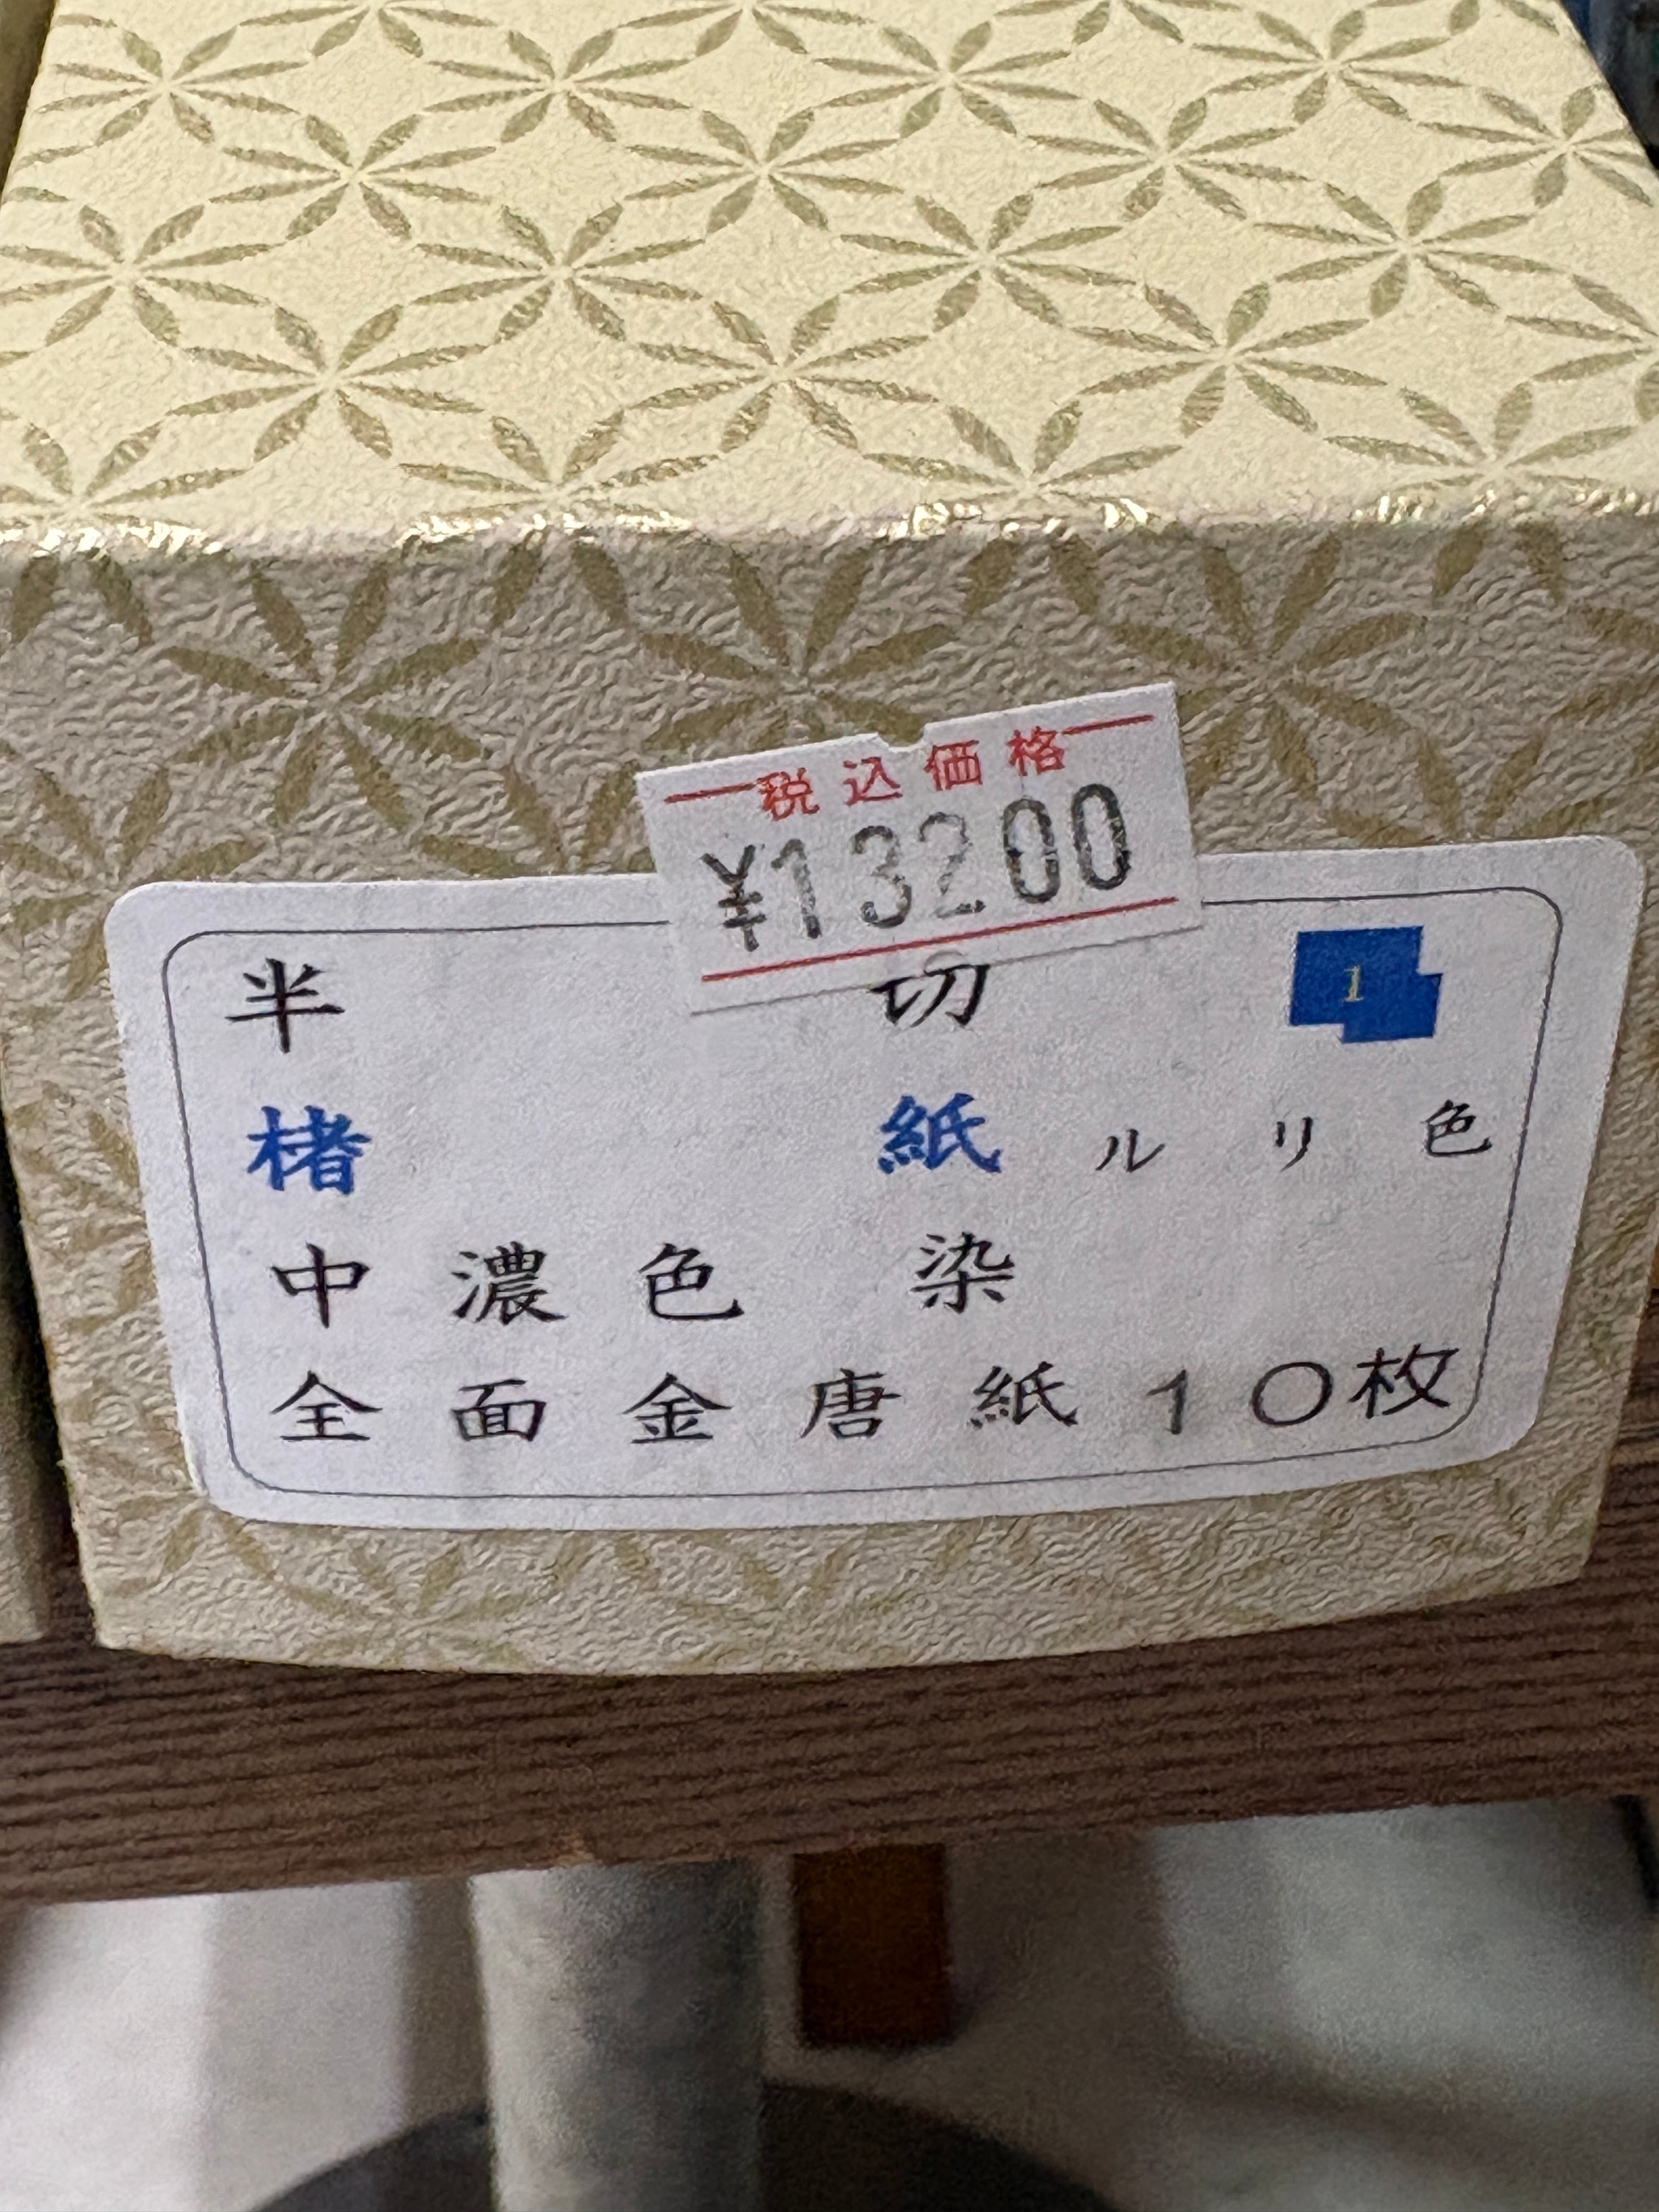 税込価格
¥13200
半 切 1
楮 紙 ルリ色
中濃色 染
全面金唐紙10枚